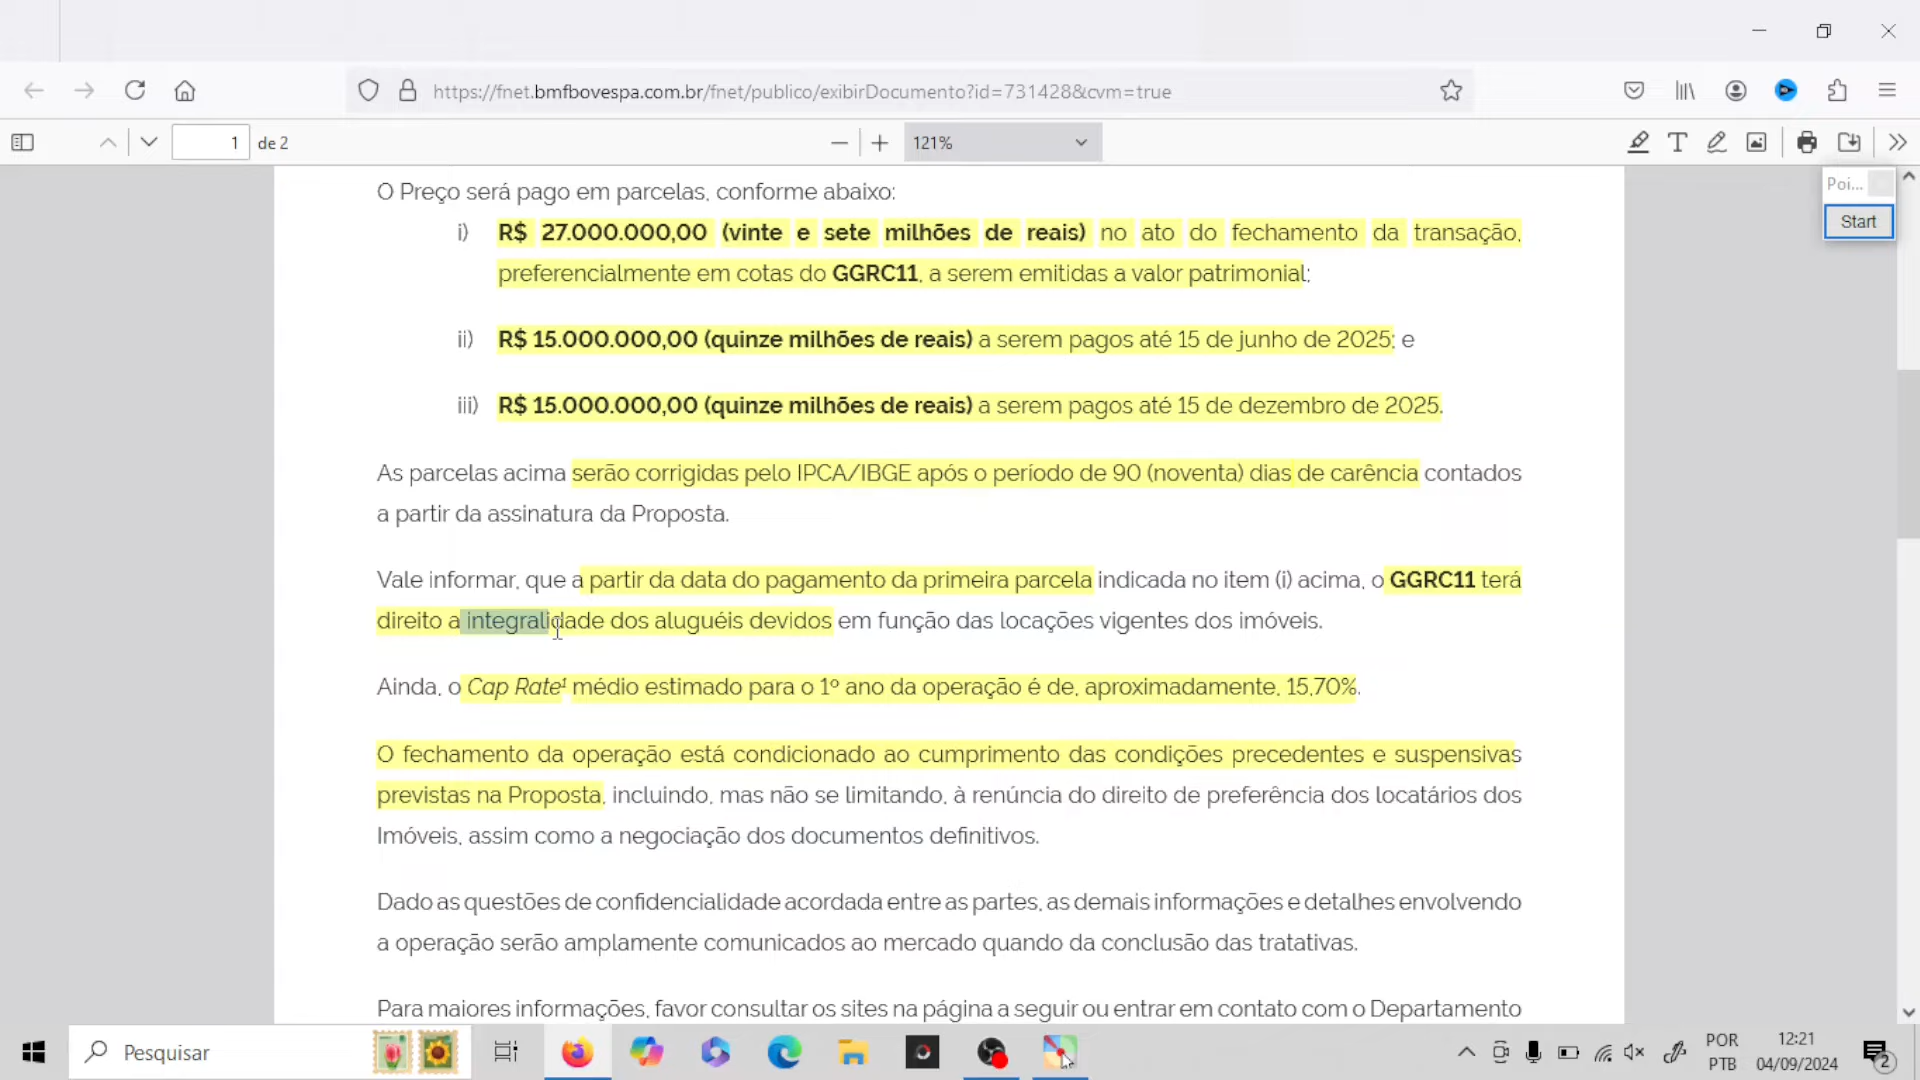 https://fnet.bmfbovespa.com.br/fnet/publico/exibirDocumento?id=731428&cvm=true
1 de 2
121%
Poi...
Start
O Preço será pago em parcelas, conforme abaixo:
i) R$ 27.000.000,00 (vinte e sete milhões de reais) no ato do fechamento da transação,
preferencialmente em cotas do GGRC11, a serem emitidas a valor patrimonial;
ii) R$ 15.000.000,00 (quinze milhões de reais) a serem pagos até 15 de junho de 2025; e
iii) R$ 15.000.000,00 (quinze milhões de reais) a serem pagos até 15 de dezembro de 2025.
As parcelas acima serão corrigidas pelo IPCA/IBGE após o período de 90 (noventa) dias de carência contados
a partir da assinatura da Proposta.
Vale informar, que a partir da data do pagamento da primeira parcela indicada no item (i) acima, o GGRC11 terá
direito a integralidade dos aluguéis devidos em função das locações vigentes dos imóveis.
Ainda, o Cap Rate¹ médio estimado para o 1º ano da operação é de, aproximadamente, 15,70%.
O fechamento da operação está condicionado ao cumprimento das condições precedentes e suspensivas
previstas na Proposta, incluindo, mas não se limitando, à renúncia do direito de preferência dos locatários dos
Imóveis, assim como a negociação dos documentos definitivos.
Dado as questões de confidencialidade acordada entre as partes, as demais informações e detalhes envolvendo
a operação serão amplamente comunicados ao mercado quando da conclusão das tratativas.
Para maiores informações, favor consultar os sites na página a seguir ou entrar em contato com o Departamento
Pesquisar
POR
PTB
12:21
04/09/2024
2